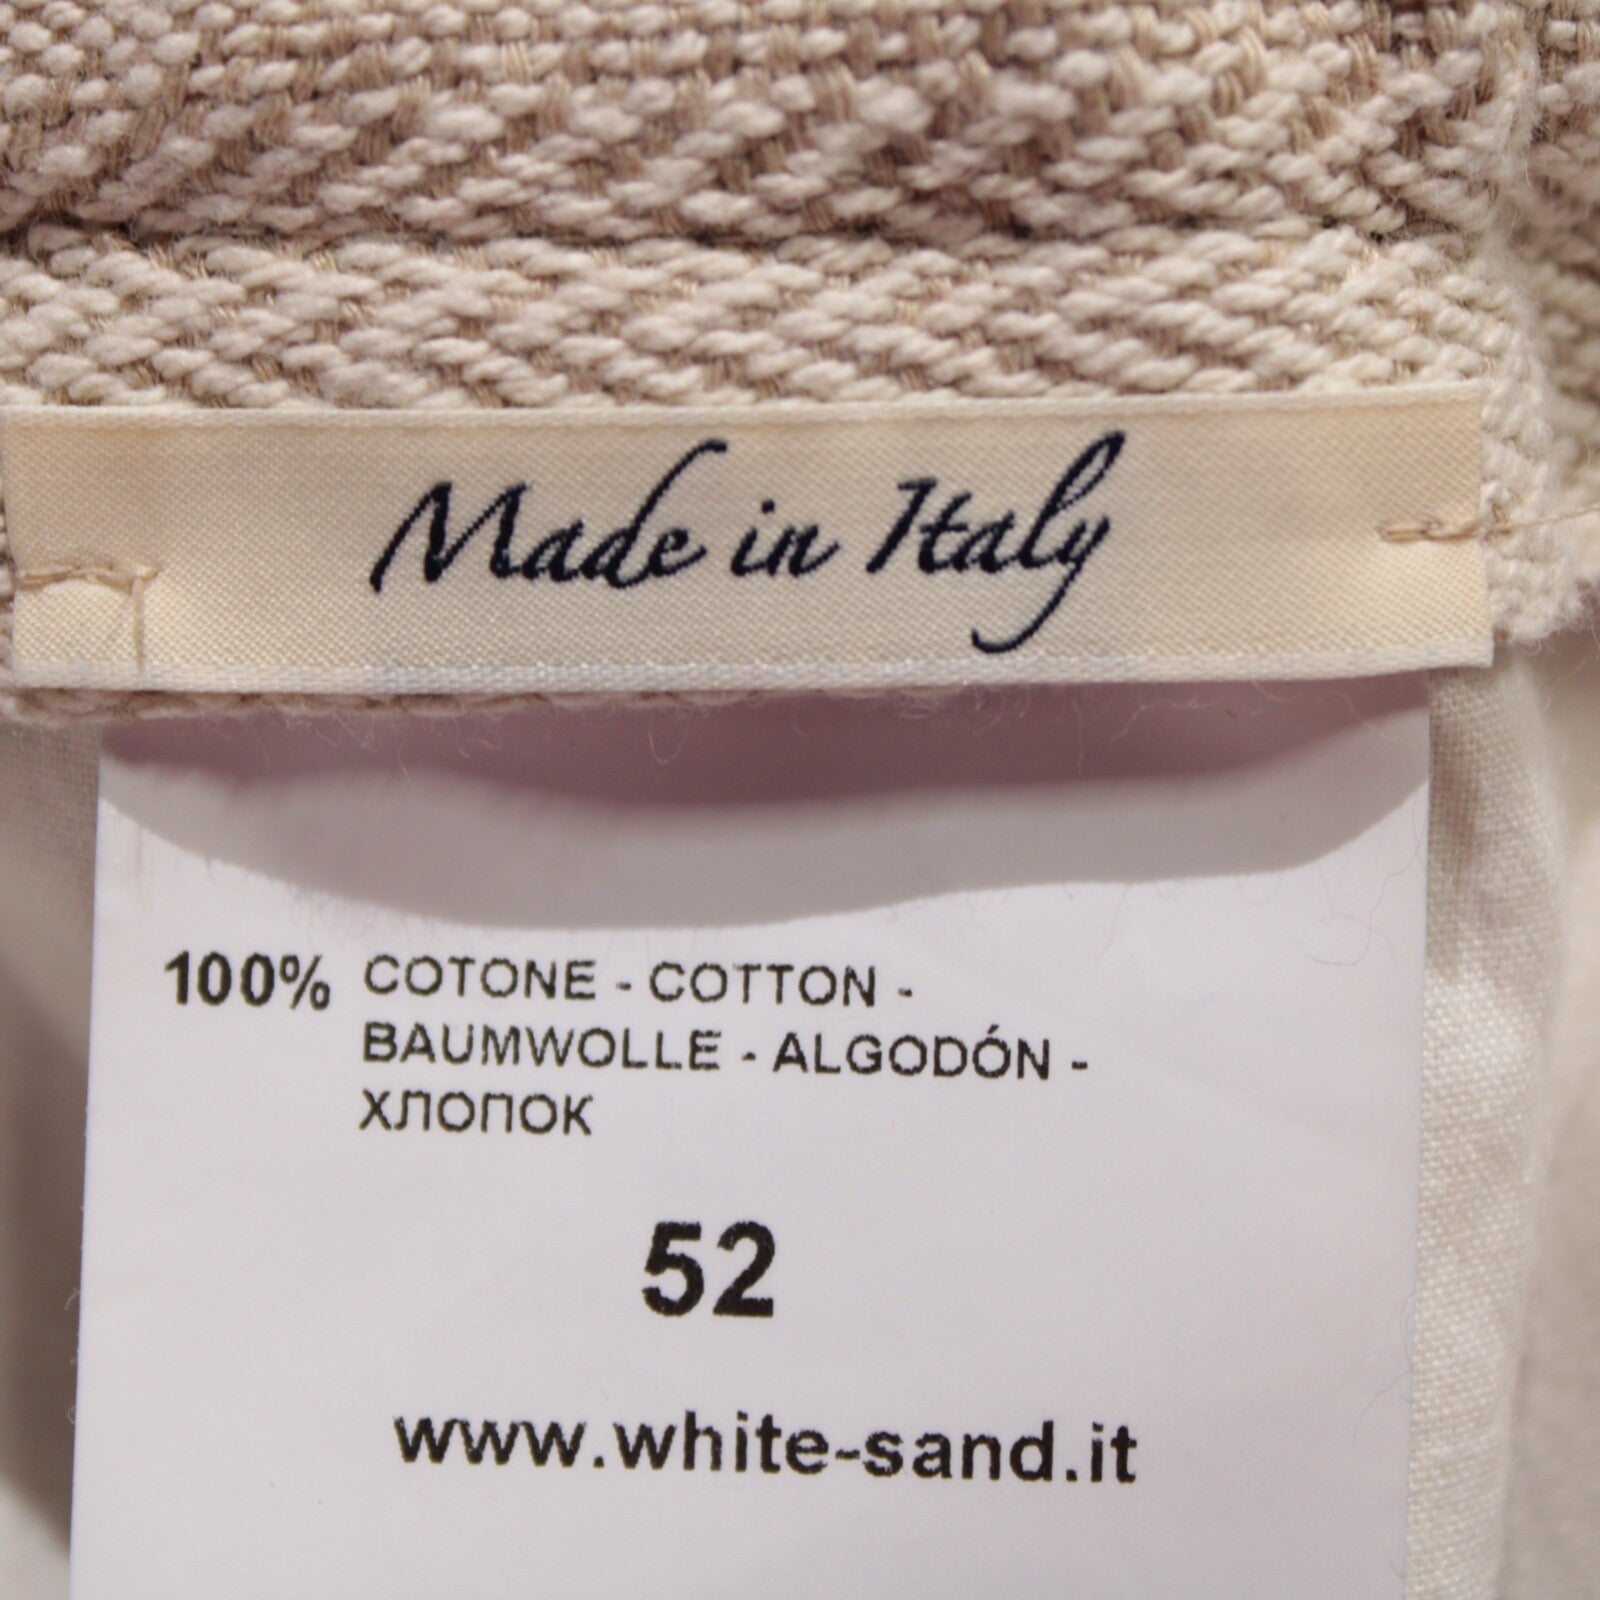 Made in Italy
100% COTONE - COTTON -
BAUMWOLLE - ALGODÓN -
ХЛОПОК
52
www.white-sand.it